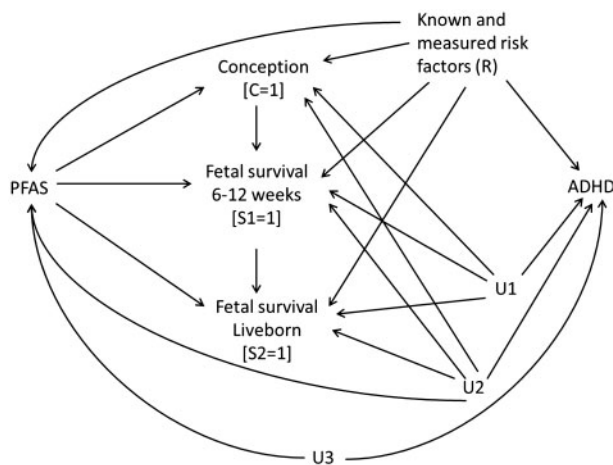 Known and
measured risk
factors (R)
Conception
[C=1]
PFAS
Fetal survival
6-12 weeks
[S1=1]
ADHD
Fetal survival
Liveborn
[S2=1]
U1
U2
U3